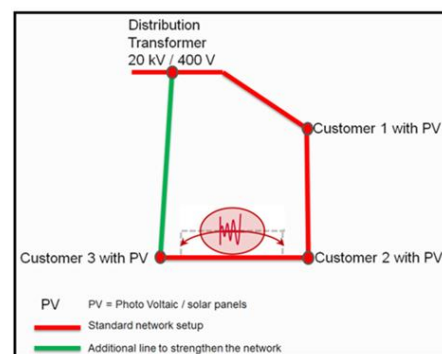 Distribution
Transformer
20 kV / 400 V
Customer 1 with PV
Customer 3 with PV
Customer 2 with PV
PV PV = Photo Voltaic / solar panels
Standard network setup
Additional line to strengthen the network